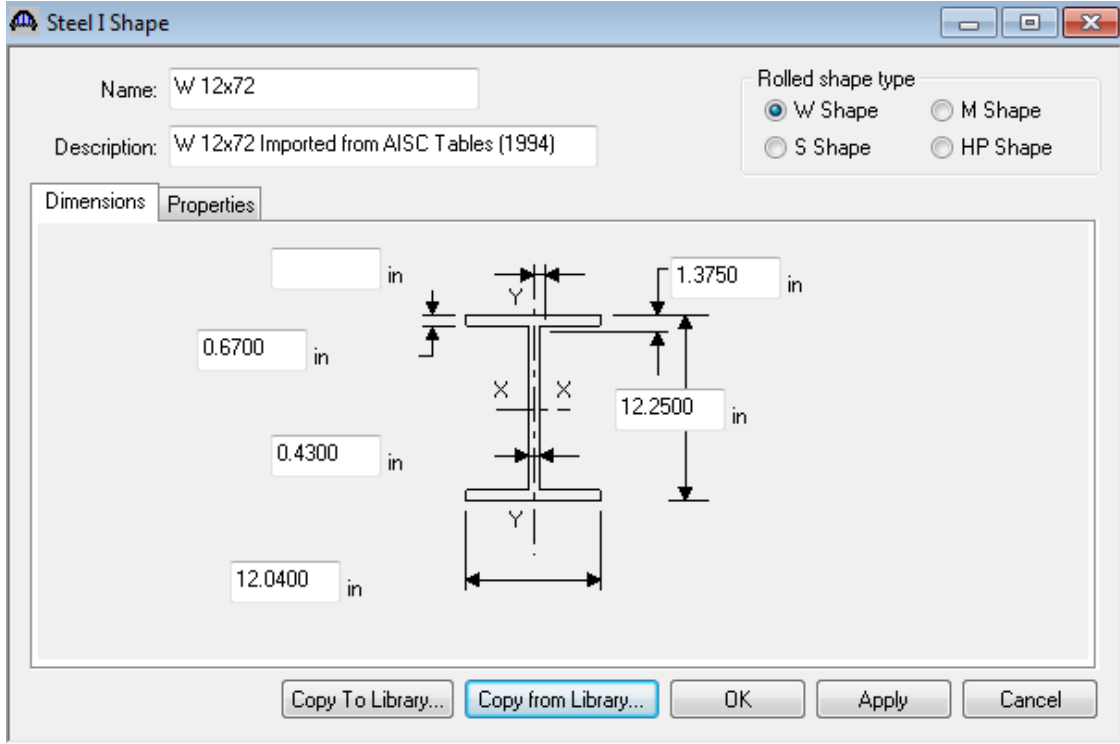 Steel I Shape
Name: W 12x72
Description: W 12x72 Imported from AISC Tables (1994)
Rolled shape type
W Shape M Shape
S Shape HP Shape
Dimensions Properties
in
1.3750 in
Y
0.6700 in
X X
12.2500 in
0.4300 in
Y
12.0400 in
Copy To Library... Copy from Library... OK Apply Cancel